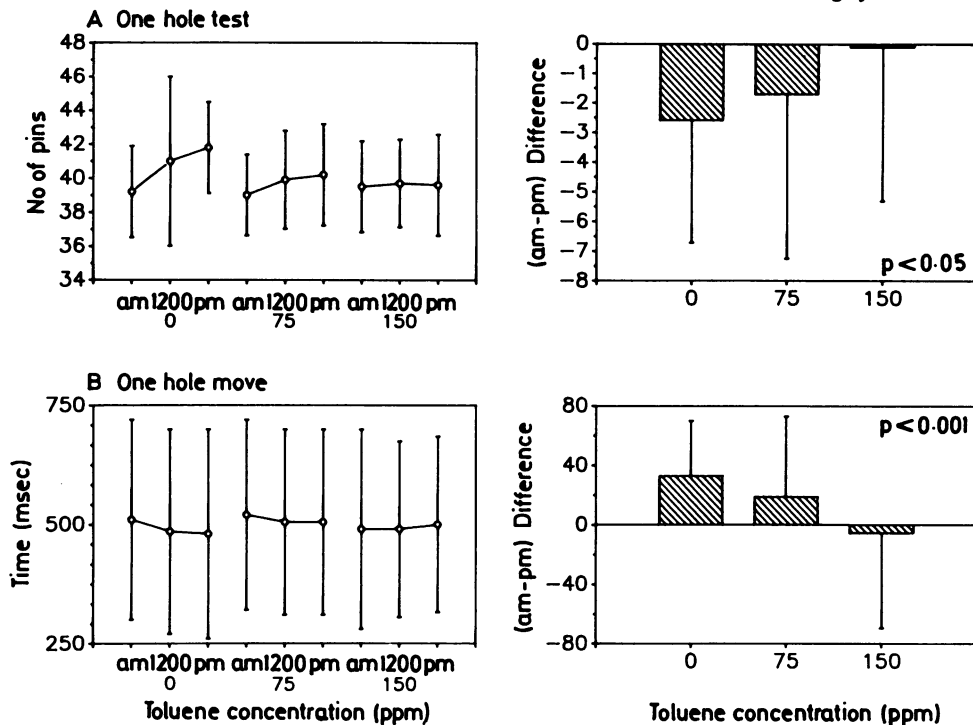 A One hole test
48
46
44
42
40
38
36
34
No of pins
am 1200 pm am 1200 pm am 1200 pm
0 75 150
0
−1
−2
−3
−4
−5
−6
−7
−8
(am-pm) Difference
p<0·05
0 75 150
B One hole move
750
500
250
Time (msec)
am 1200 pm am 1200 pm am 1200 pm
0 75 150
Toluene concentration (ppm)
80
40
0
−40
−80
(am-pm) Difference
p<0·001
0 75 150
Toluene concentration (ppm)